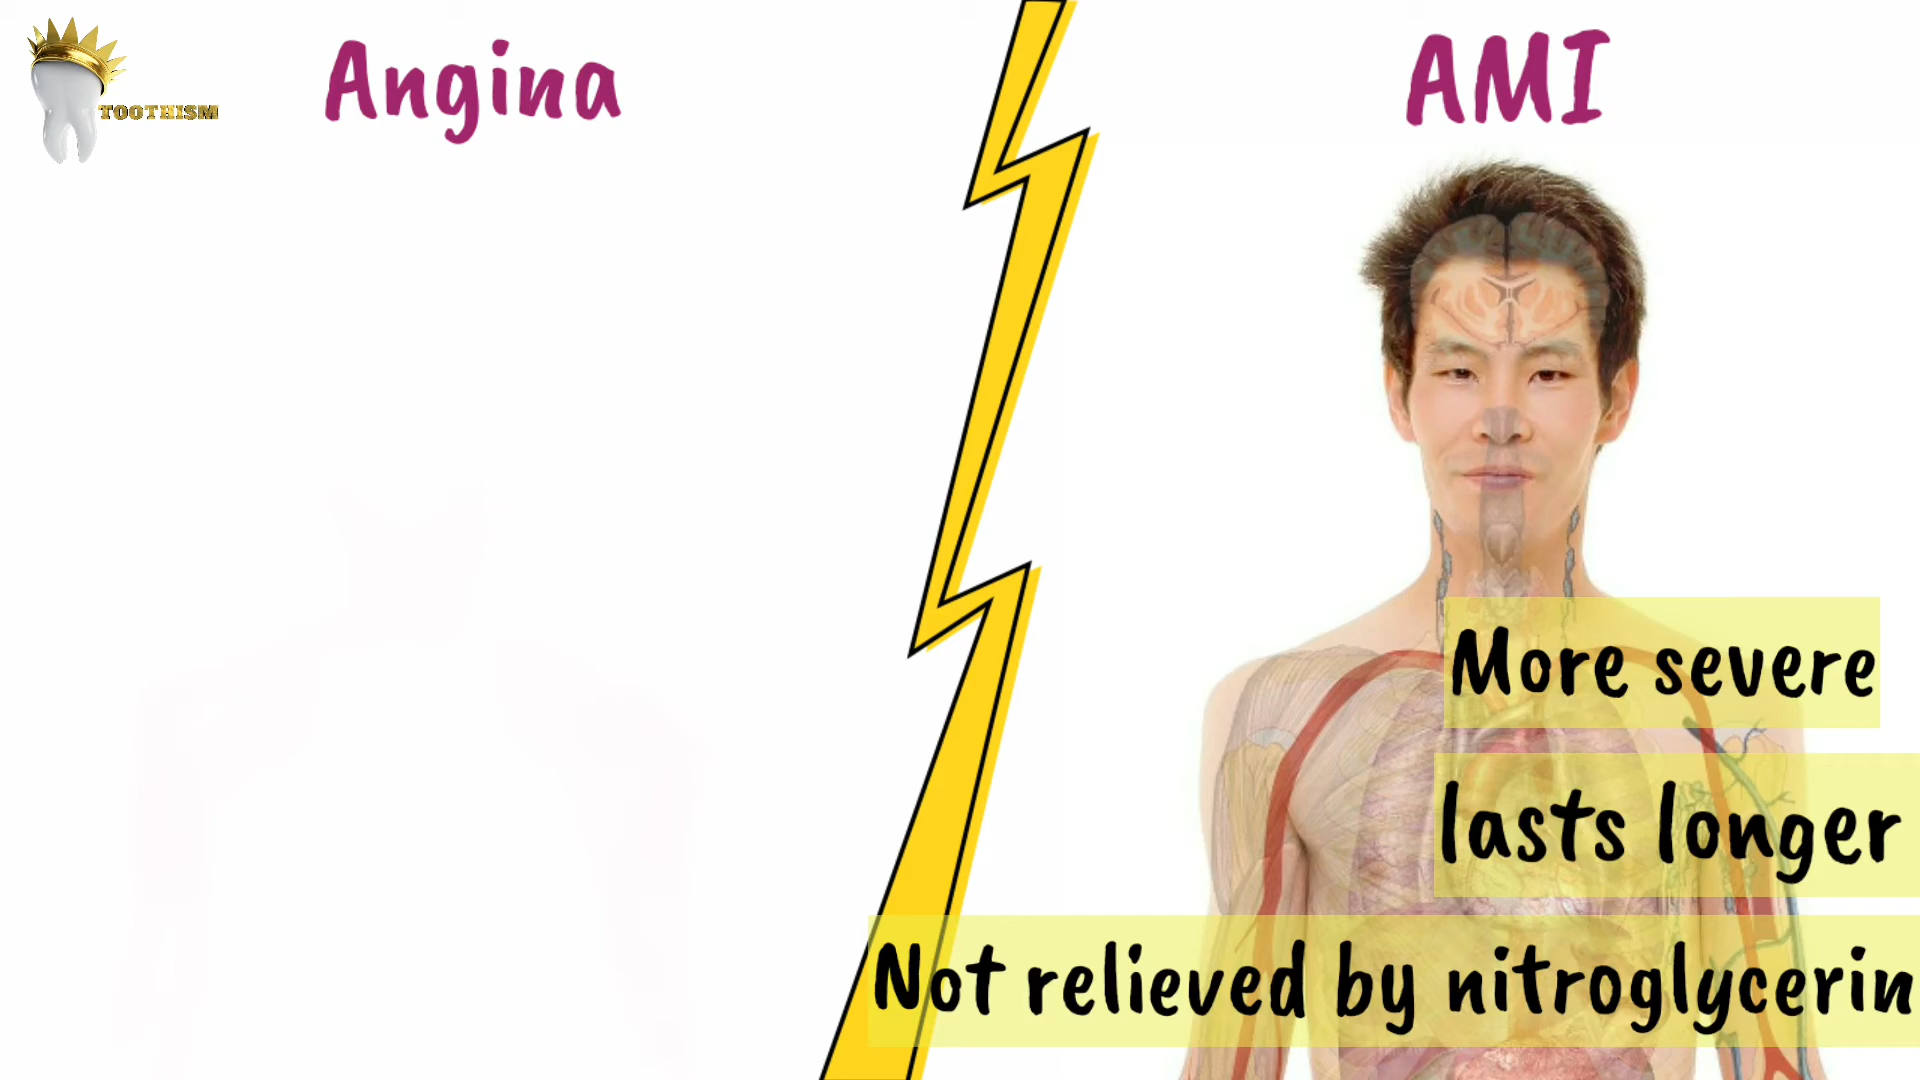 TOOTHISM
Angina
AMI
More severe
lasts longer
Not relieved by nitroglycerin